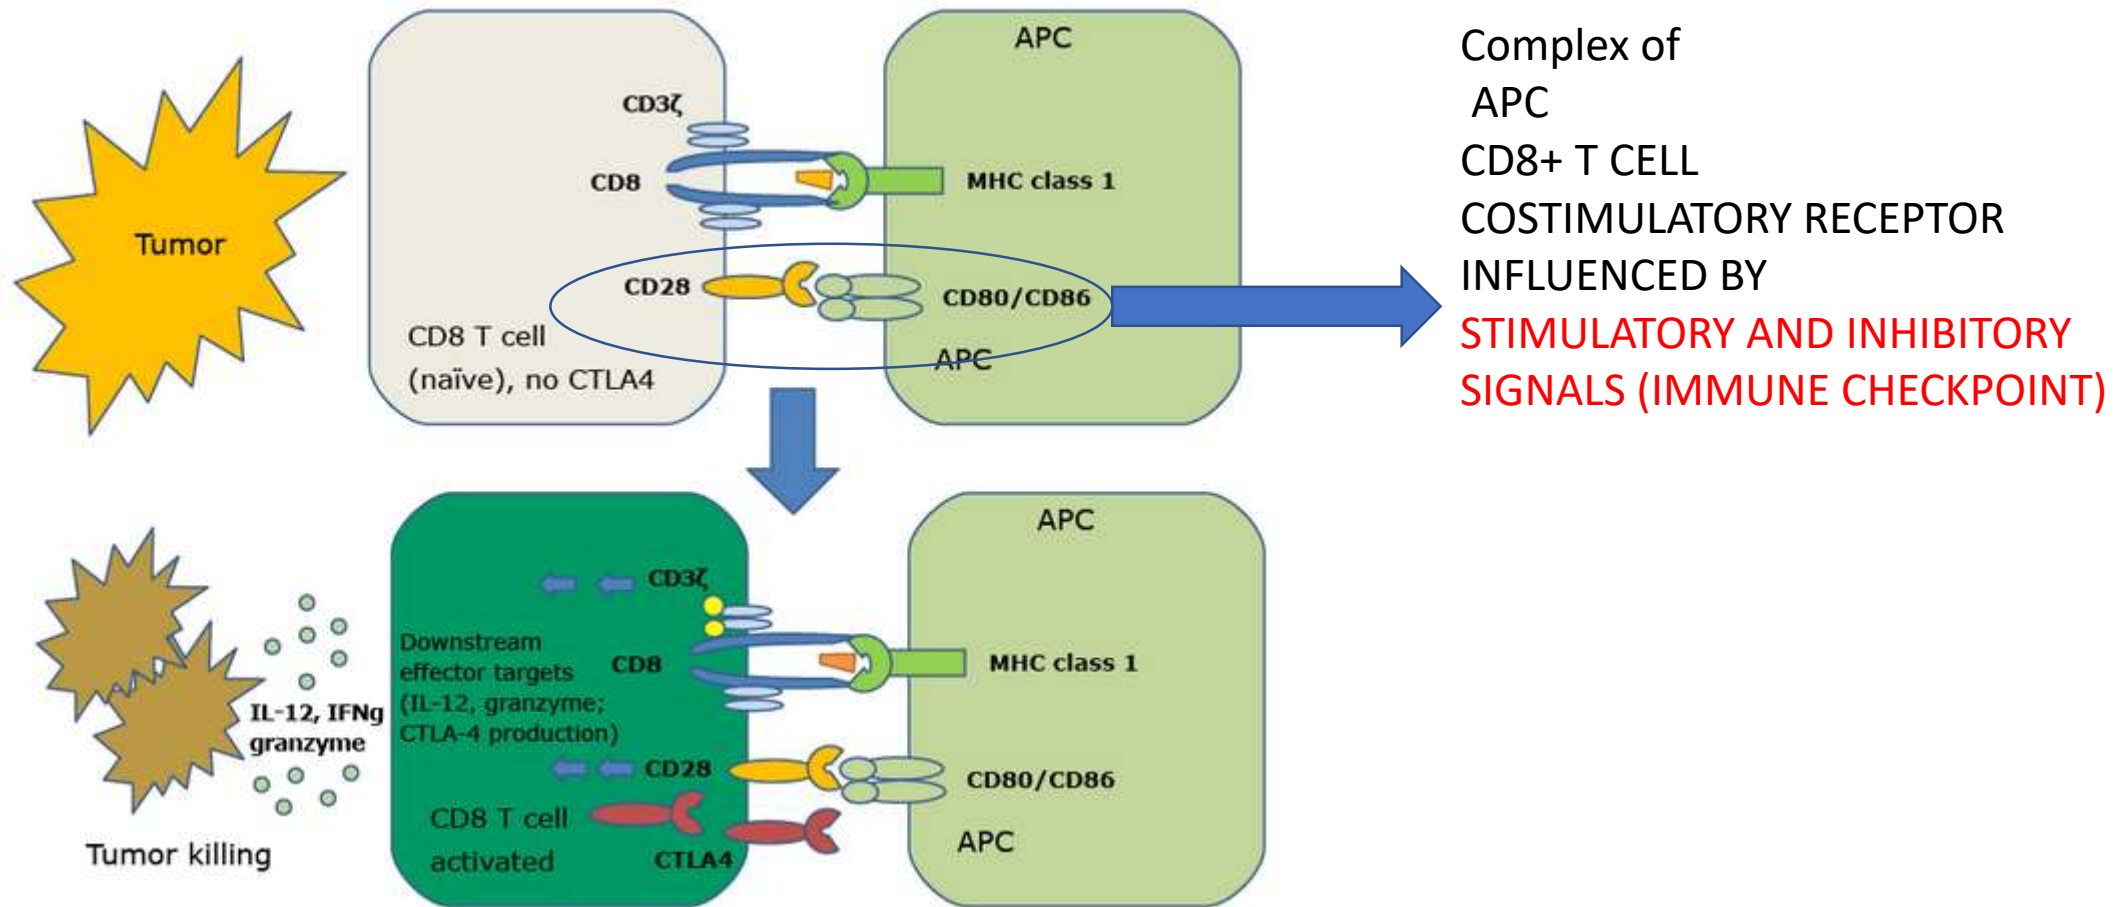 APC
CD3ζ
CD8
MHC class 1
Tumor
CD28
CD80/CD86
CD8 T cell
(naïve), no CTLA4
APC
Complex of
APC
CD8+ T CELL
COSTIMULATORY RECEPTOR
INFLUENCED BY
STIMULATORY AND INHIBITORY
SIGNALS (IMMUNE CHECKPOINT)
APC
CD3ζ
Downstream
effector targets
(IL-12, granzyme;
CTLA-4 production)
CD8
MHC class 1
IL-12, IFNg
granzyme
CD28
CD80/CD86
CD8 T cell
activated
CTLA4
APC
Tumor killing